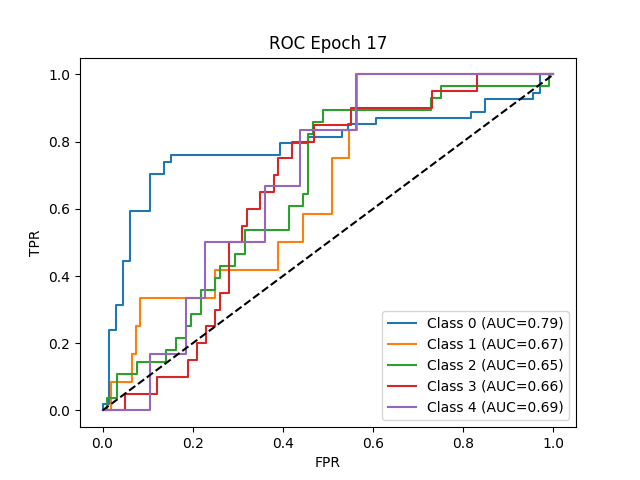 ROC Epoch 17
TPR
1.0
0.8
0.6
0.4
0.2
0.0
Class 0 (AUC=0.79)
Class 1 (AUC=0.67)
Class 2 (AUC=0.65)
Class 3 (AUC=0.66)
Class 4 (AUC=0.69)
0.0 0.2 0.4 0.6 0.8 1.0
FPR